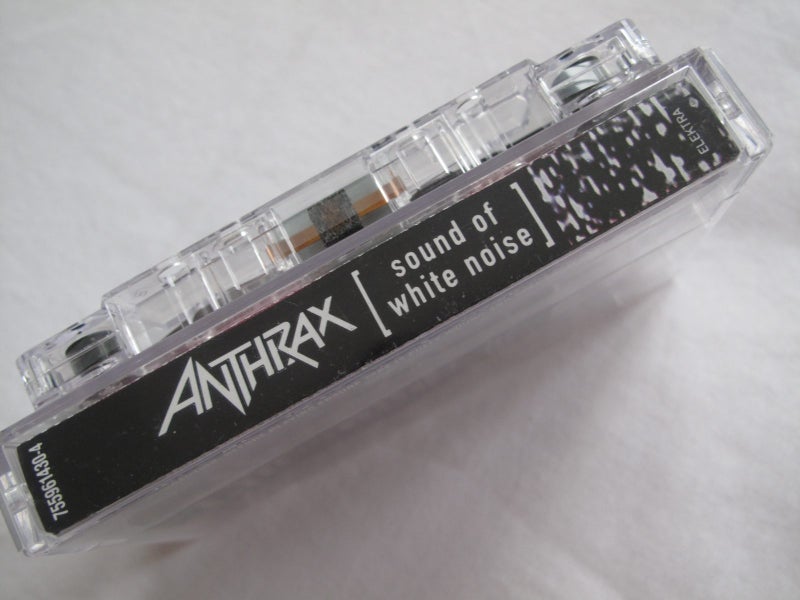 755961430-4
ANTHRAX
[sound of
white noise]
ELEKTRA